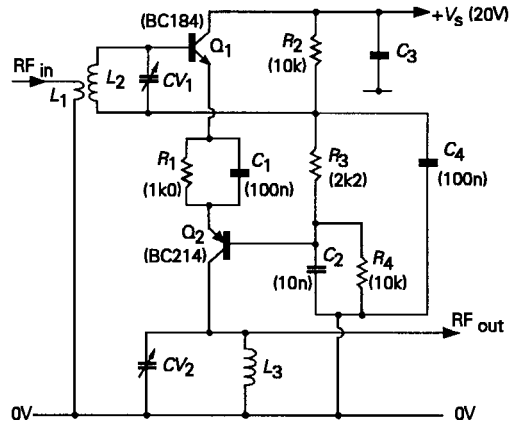 (BC184)
+Vs (20V)
Q1
R2
(10k)
C3
RF in
L1
L2
CV1
R1
(1k0)
C1
(100n)
R3
(2k2)
C4
(100n)
Q2
(BC214)
C2
(10n)
R4
(10k)
RF out
CV2
L3
0V
0V